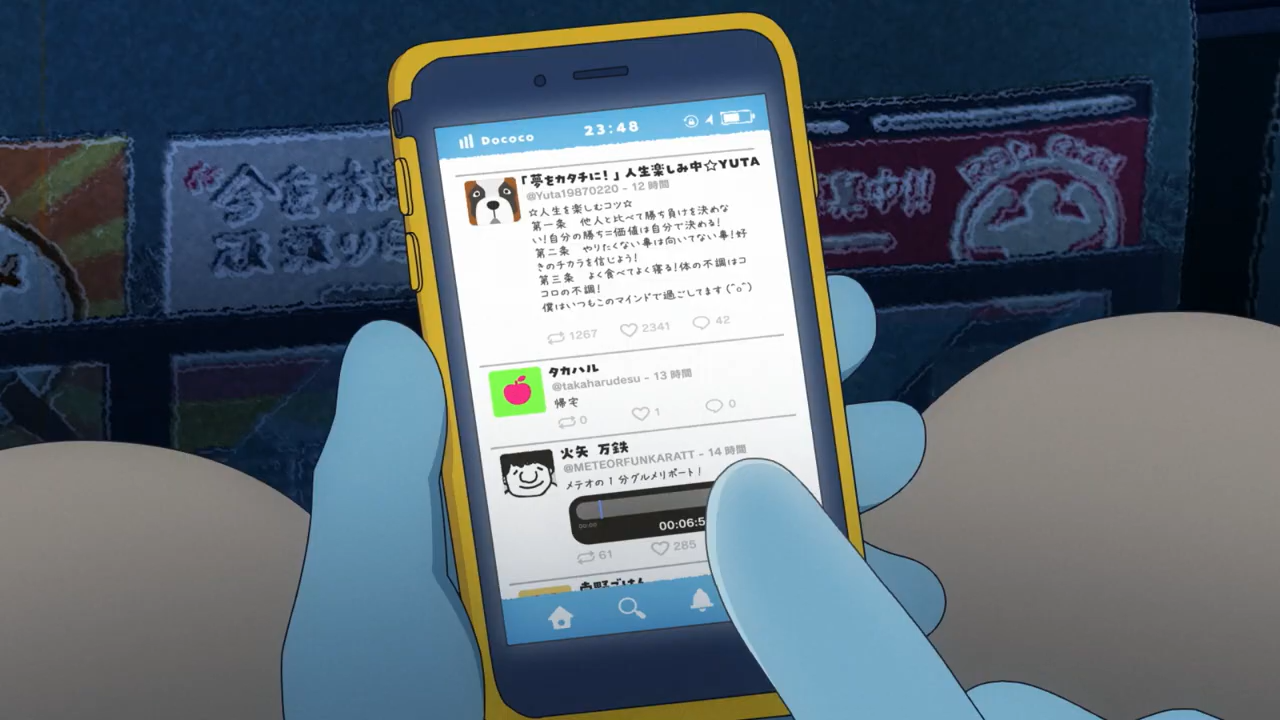 Dococo 23:48
「夢をカタチに!」人生楽しみ中☆YUTA
@Yuta19870220 - 12 時間
☆人生を楽しむコツ☆
第一条　他人と比べて勝ち負けを決めな
い!自分の勝ち=価値は自分で決める!
第二条　やりたくない事は向いてない事!好
きのチカラを信じよう!
第三条　よく食べてよく寝る!体の不調はコ
コロの不調!
僕はいつもこのマインドで過ごしてます(˘o˘)
1267 2341 42
タカハル
@takaharudesu - 13 時間
帰宅
0 1 0
火矢 万鉄
@METEORFUNKARATT - 14 時間
メテオの1分グルメリポート!
00:00 00:06:5
61 285
今を
頑張り
集中!!